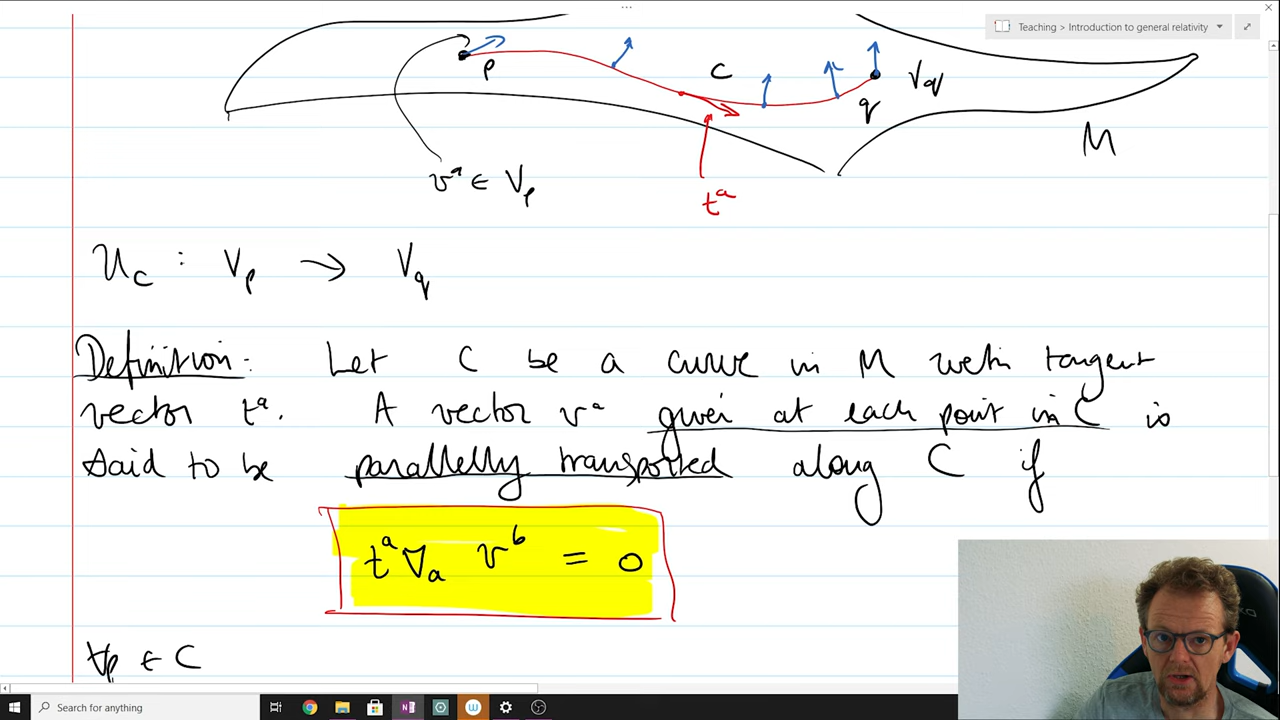 Teaching > Introduction to general relativity
p
C
q
V_q
M
v^a ∈ V_p
t^a
U_C : V_p → V_q
Definition: Let C be a curve in M with tangent
vector t^a. A vector v^a given at each point in C is
said to be parallelly transported along C if
t^a ∇_a v^b = 0
∀p ∈ C
Search for anything